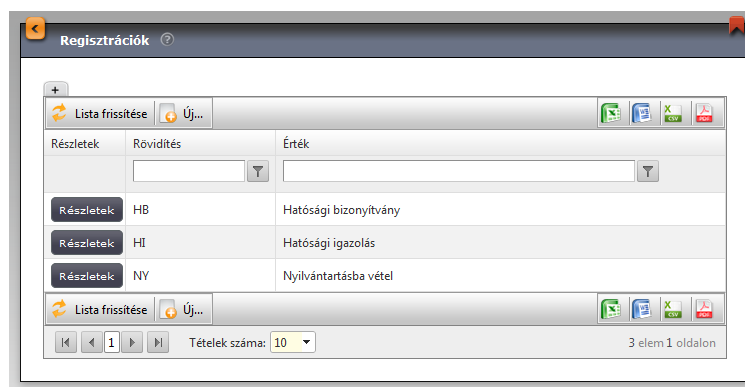 Regisztrációk ?
+
Lista frissítése Új...
Részletek Rövidítés Érték
Részletek HB Hatósági bizonyítvány
Részletek HI Hatósági igazolás
Részletek NY Nyilvántartásba vétel
Lista frissítése Új...
1 Tételek száma: 10 3 elem 1 oldalon